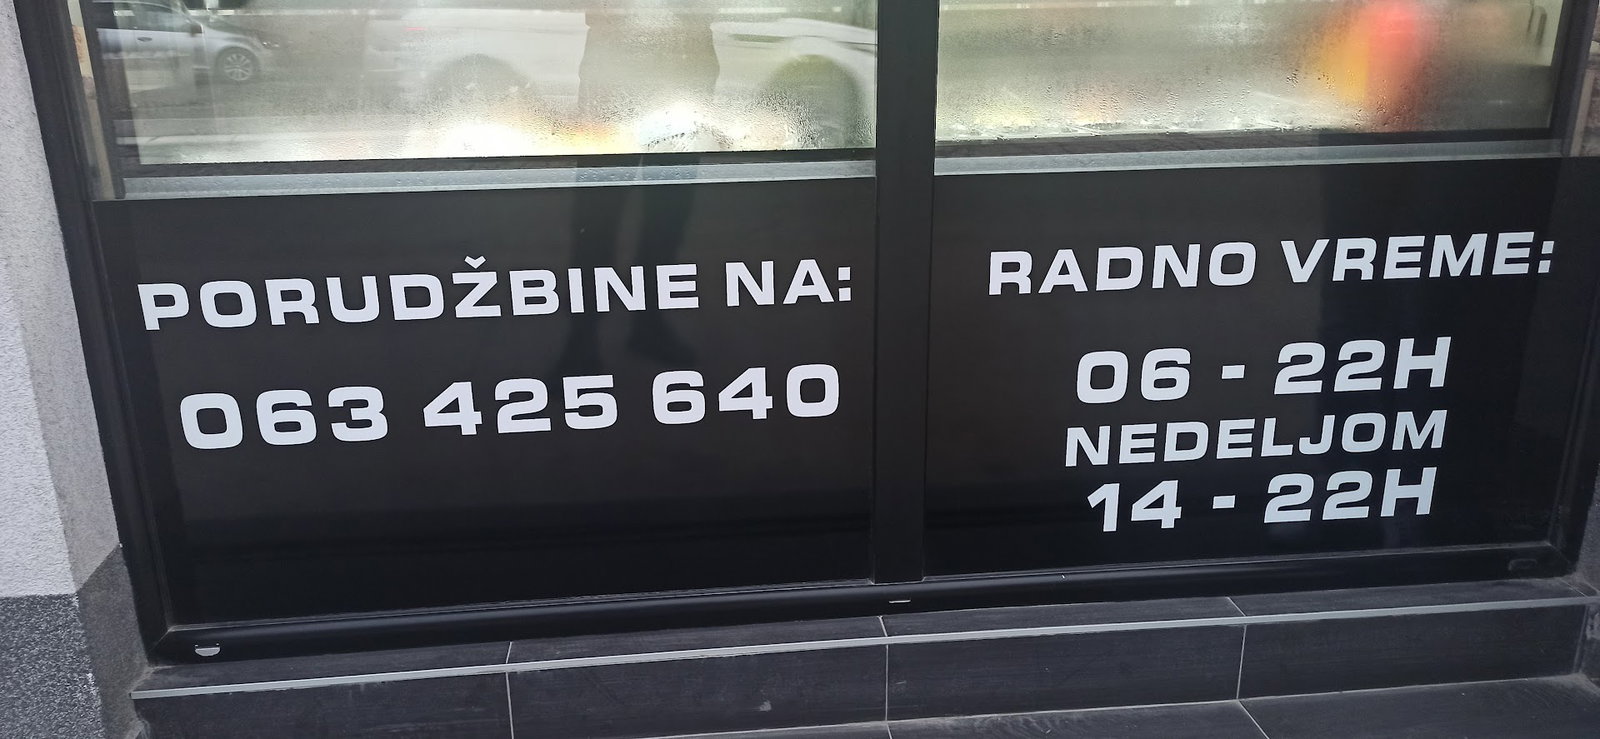 PORUDŽBINE NA:
063 425 640
RADNO VREME:
06 - 22H
NEDELJOM
14 - 22H